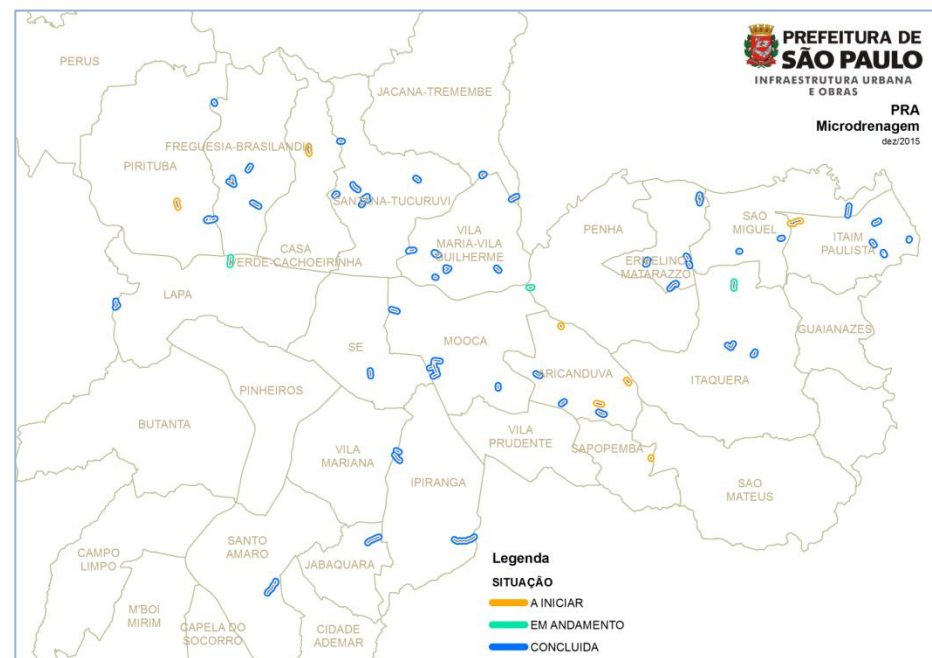 PREFEITURA DE
SÃO PAULO
INFRAESTRUTURA URBANA
E OBRAS
PRA
Microdrenagem
dez/2015
PERUS
JACANA-TREMEMBE
FREGUESIA-BRASILANDIA
PIRITUBA
SANTANA-TUCURUVI
CASA
VERDE-CACHOEIRINHA
VILA
MARIA-VILA
GUILHERME
PENHA
ERMELINO
MATARAZZO
SAO
MIGUEL
ITAIM
PAULISTA
LAPA
GUAIANAZES
SE
MOOCA
ARICANDUVA
ITAQUERA
PINHEIROS
BUTANTA
VILA
MARIANA
IPIRANGA
VILA
PRUDENTE
SAPOPEMBA
SAO
MATEUS
CAMPO
LIMPO
SANTO
AMARO
JABAQUARA
M'BOI
MIRIM
CAPELA DO
SOCORRO
CIDADE
ADEMAR
Legenda
SITUAÇÃO
A INICIAR
EM ANDAMENTO
CONCLUIDA